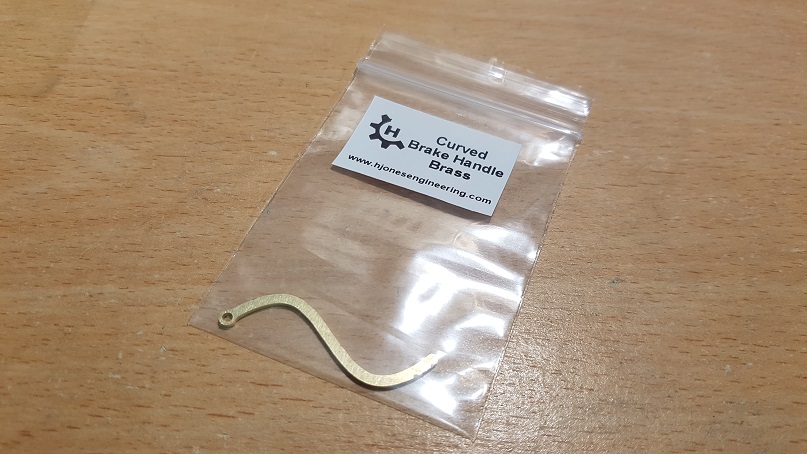 H
Curved
Brake Handle
Brass
www.hjonesengineering.com